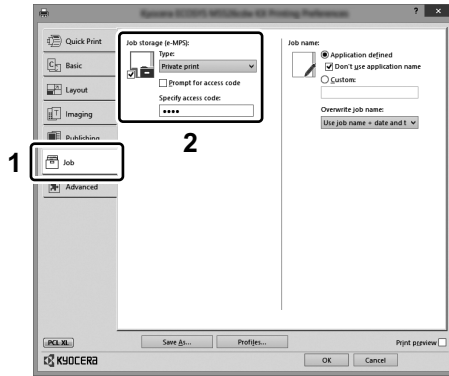 Printing Preferences
? ×
Quick Print
Basic
Layout
Imaging
Publishing
1
Job
Advanced
Job storage (e-MPS):
Type:
Private print
Prompt for access code
Specify access code:
••••
2
Job name:
Application defined
Don't use application name
Custom:
Overwrite job name:
Use job name + date and t
PCL XL
Save As...
Profiles...
Print preview
KYOCERA
OK
Cancel